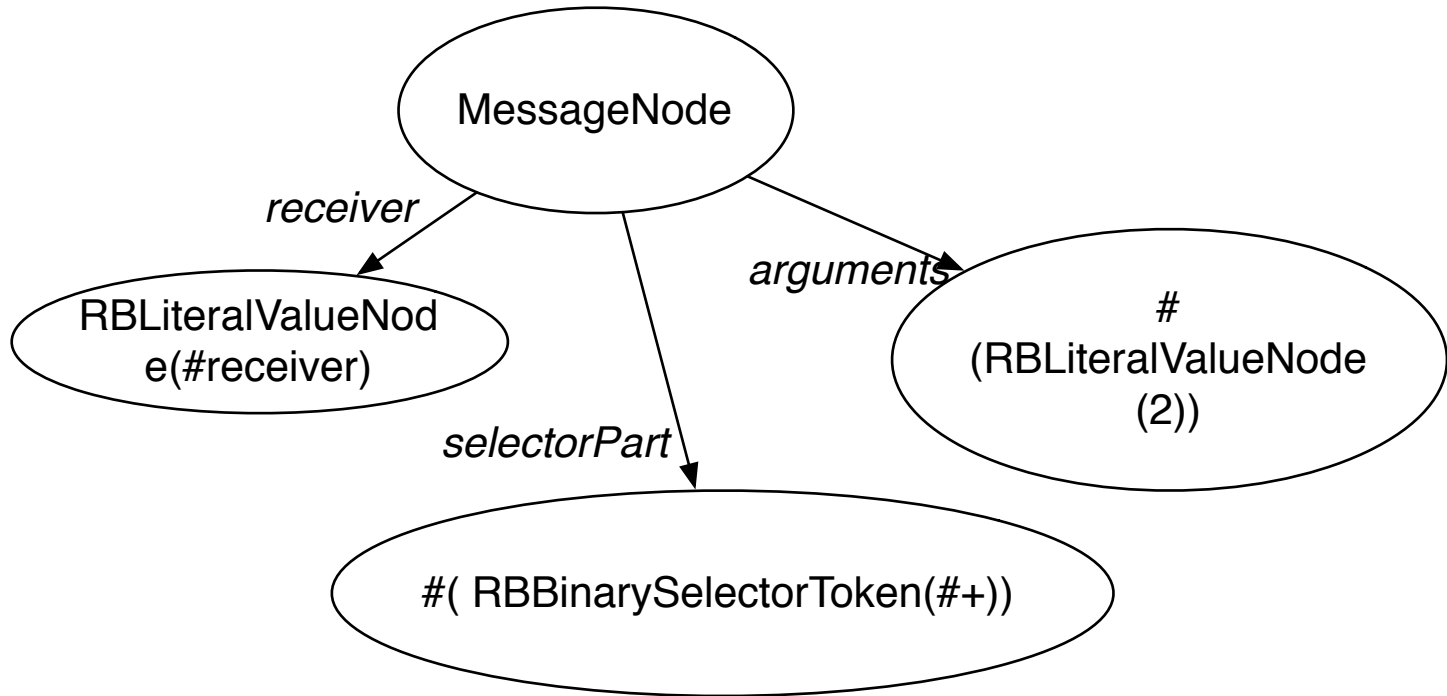 MessageNode
receiver
arguments
RBLiteralValueNod
e(#receiver)
#
(RBLiteralValueNode
(2))
selectorPart
#( RBBinarySelectorToken(#+))